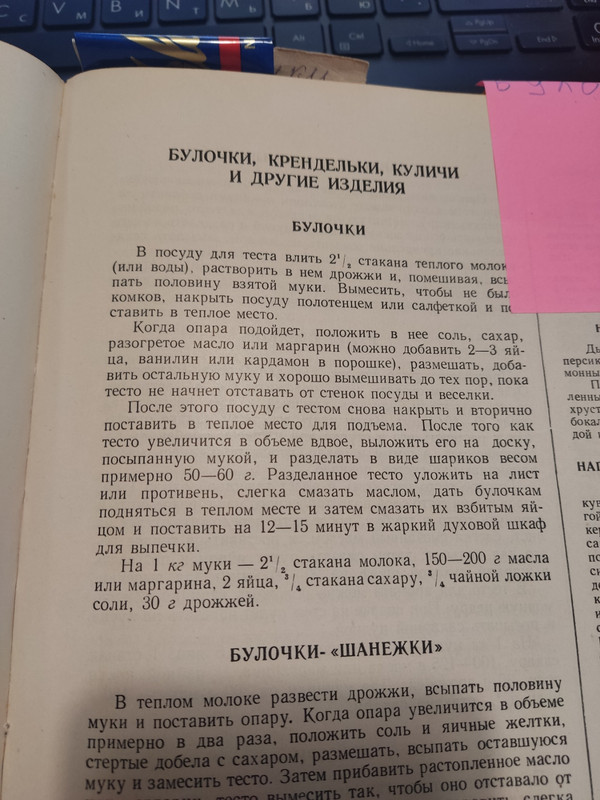 БУЛОЧКИ, КРЕНДЕЛЬКИ, КУЛИЧИ
И ДРУГИЕ ИЗДЕЛИЯ
БУЛОЧКИ
В посуду для теста влить 2¹/₂ стакана теплого
(или воды), растворить в нем дрожжи и, помешивая,
пать половину взятой муки. Вымесить, чтобы не
комков, накрыть посуду полотенцем или салфеткой и
ставить в теплое место.
Когда опара подойдет, положить в нее соль, сахар,
разогретое масло или маргарин (можно добавить 2—3 яй-
ца, ванилин или кардамон в порошке), размешать, доба-
вить остальную муку и хорошо вымешивать до тех пор, пока
тесто не начнет отставать от стенок посуды и веселки.
После этого посуду с тестом снова накрыть и вторично
поставить в теплое место для подъема. После того как
тесто увеличится в объеме вдвое, выложить его на доску,
посыпанную мукой, и разделать в виде шариков весом
примерно 50—60 г. Разделанное тесто уложить на лист
или противень, слегка смазать маслом, дать булочкам
подняться в теплом месте и затем смазать их взбитым яй-
цом и поставить на 12—15 минут в жаркий духовой шкаф
для выпечки.
На 1 кг муки — 2¹/₂ стакана молока, 150—200 г масла
или маргарина, 2 яйца, ³/₄ стакана сахару, ³/₄ чайной ложки
соли, 30 г дрожжей.
БУЛОЧКИ-«ШАНЕЖКИ»
В теплом молоке развести дрожжи, всыпать половину
муки и поставить опару. Когда опара увеличится в объеме
примерно в два раза, положить соль и яичные желтки,
стертые добела с сахаром, размешать, всыпать оставшуюся
муку и замесить тесто. Затем прибавить растопленное масло
тесто вымесить так, чтобы оно отставало от
слегка